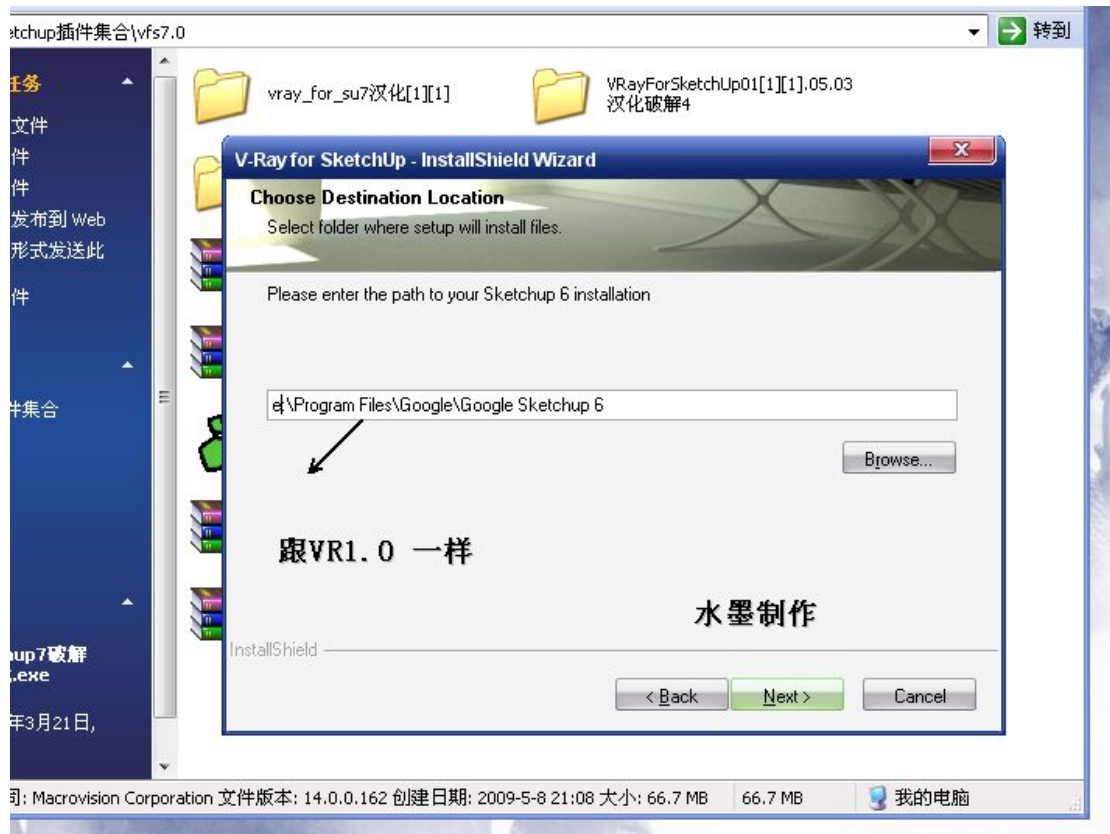 etchup插件集合\vfs7.0
转到
任务
文件
件
件
发布到 Web
形式发送此
件
件集合
hup7破解
.exe
年3月21日,
vray_for_su7汉化[1][1]
VRayForSketchUp01[1][1].05.03
汉化破解4
V-Ray for SketchUp - InstallShield Wizard
Choose Destination Location
Select folder where setup will install files.
Please enter the path to your Sketchup 6 installation
e:\Program Files\Google\Google Sketchup 6
Browse...
跟VR1.0 一样
水墨制作
InstallShield
< Back
Next >
Cancel
司: Macrovision Corporation 文件版本: 14.0.0.162 创建日期: 2009-5-8 21:08 大小: 66.7 MB
66.7 MB
我的电脑